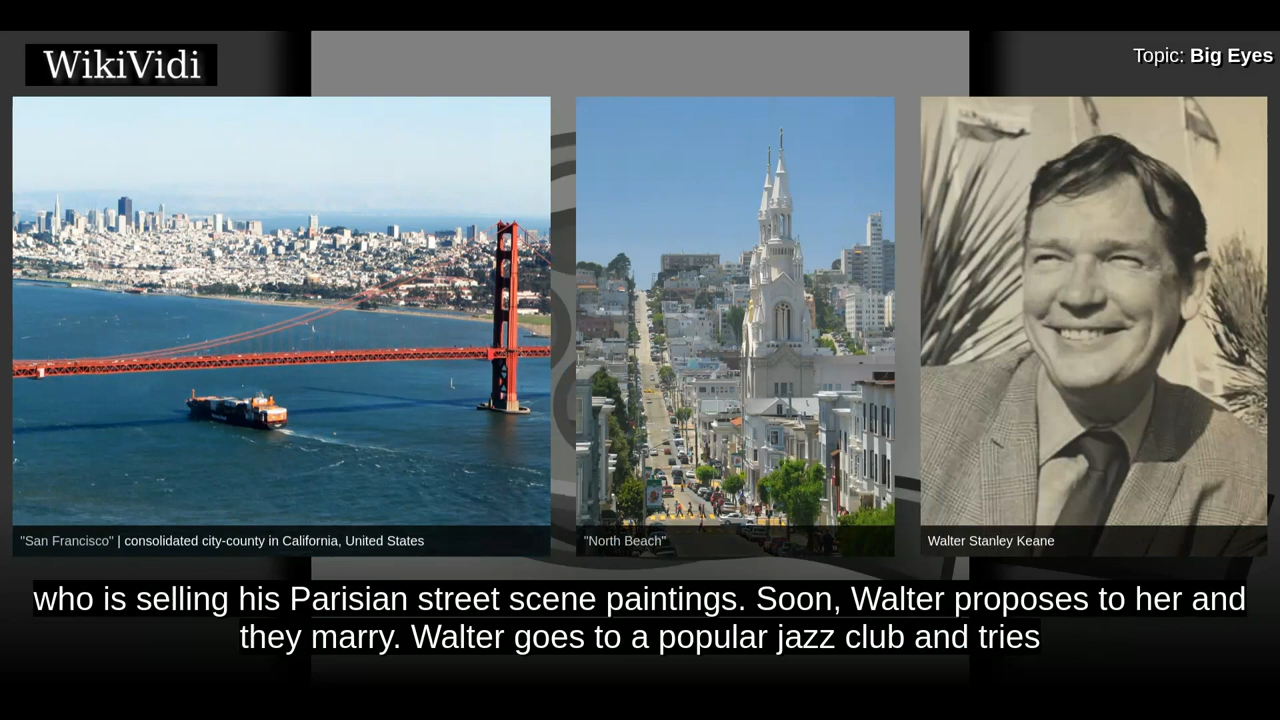 WikiVidi
Topic: Big Eyes
"San Francisco" | consolidated city-county in California, United States
"North Beach"
Walter Stanley Keane
who is selling his Parisian street scene paintings. Soon, Walter proposes to her and
they marry. Walter goes to a popular jazz club and tries